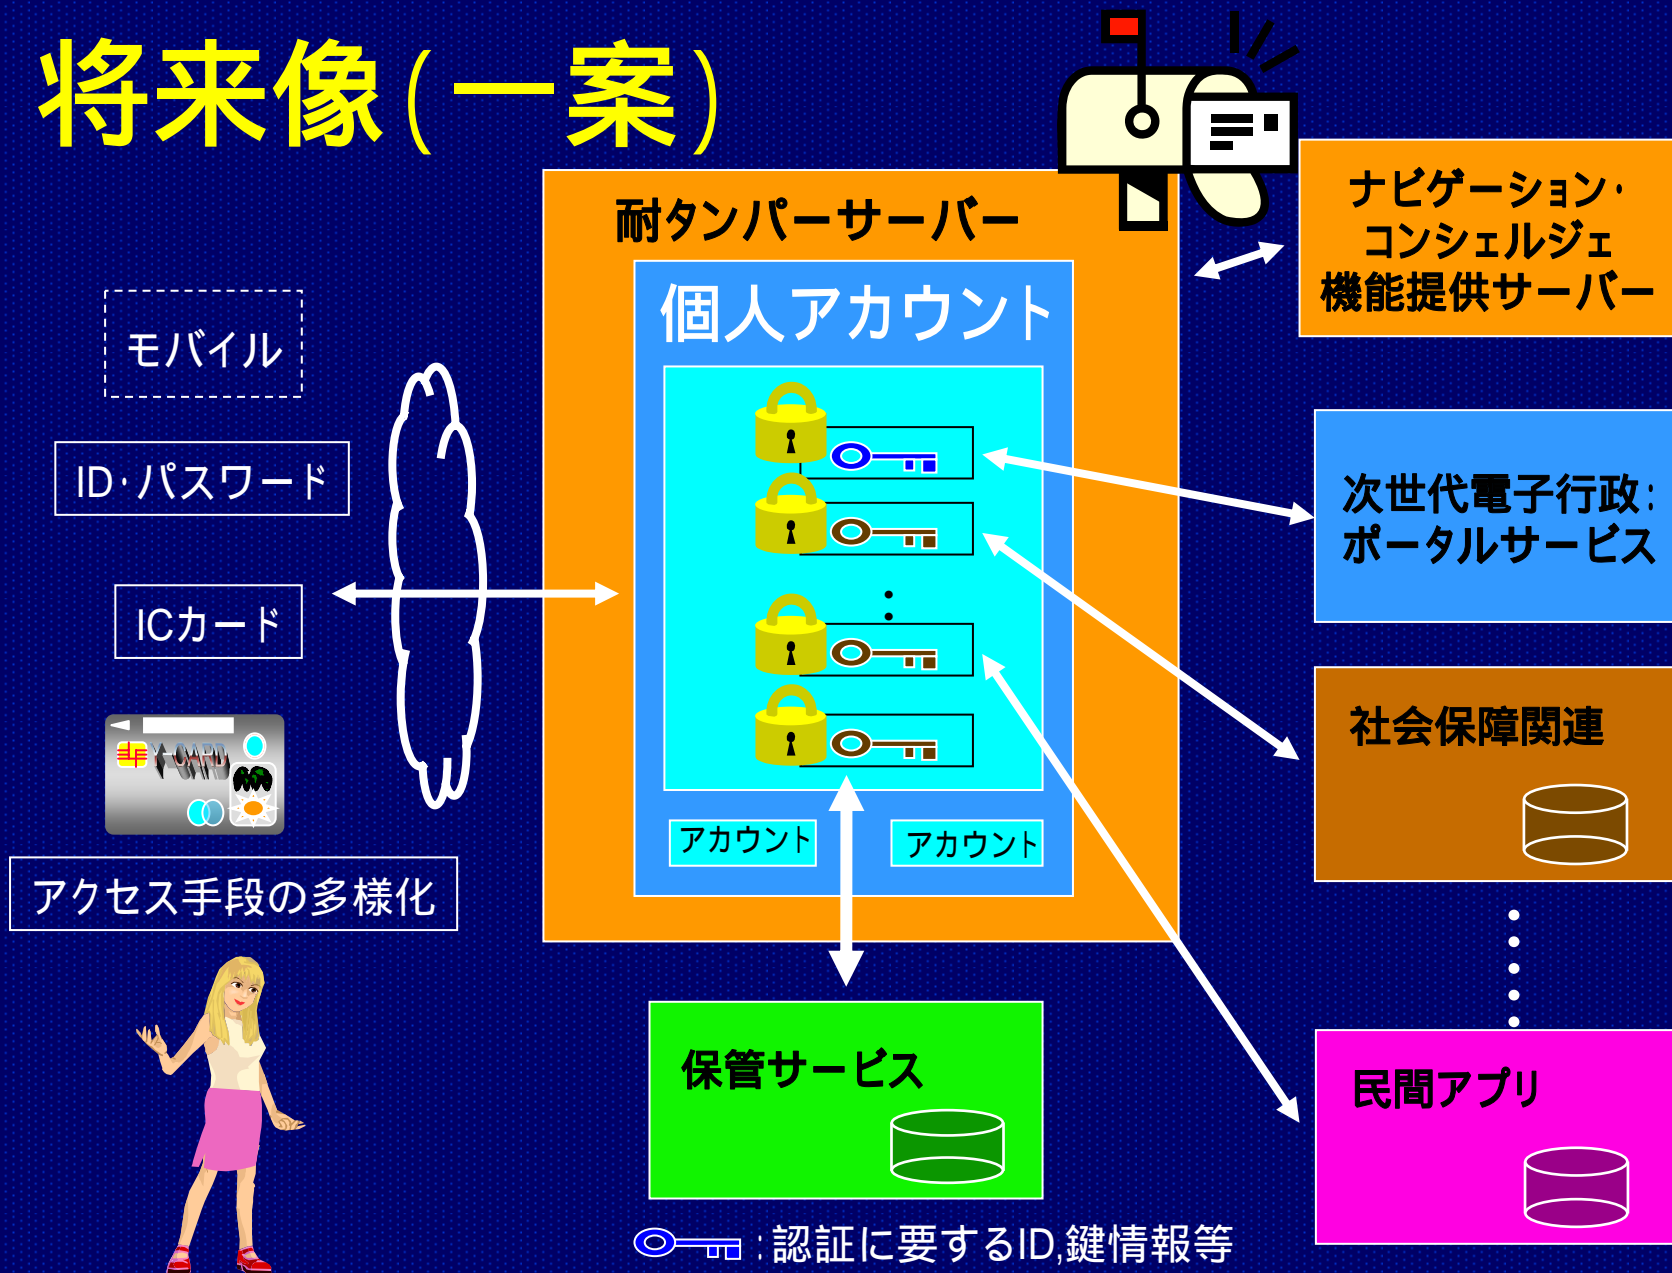 将来像(一案)
耐タンパーサーバー
ナビゲーション・
コンシェルジェ
機能提供サーバー
個人アカウント
モバイル
ID・パスワード
ICカード
アクセス手段の多様化
次世代電子行政：
ポータルサービス
社会保障関連
アカウント
アカウント
保管サービス
民間アプリ
：認証に要するID,鍵情報等